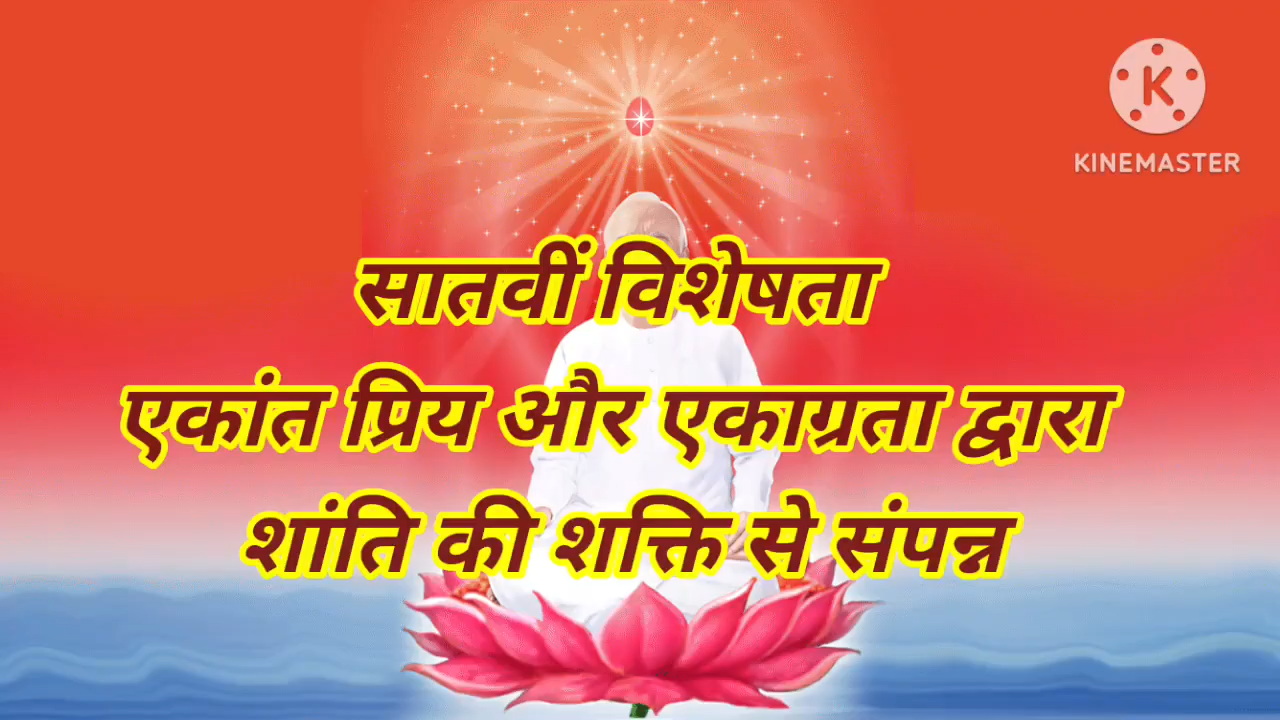 K
KINEMASTER
सातवीं विशेषता
एकांत प्रिय और एकाग्रता द्वारा
शांति की शक्ति से संपन्न